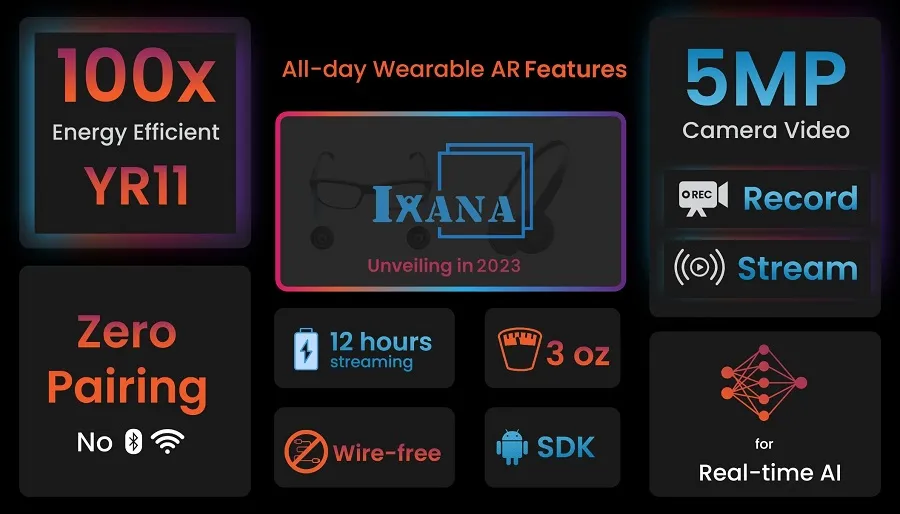 100x
Energy Efficient
YR11
All-day Wearable AR Features
IXANA
Unveiling in 2023
5MP
Camera Video
REC Record
Stream
Zero
Pairing
No
12 hours
streaming
3 oz
Wire-free
SDK
for
Real-time AI